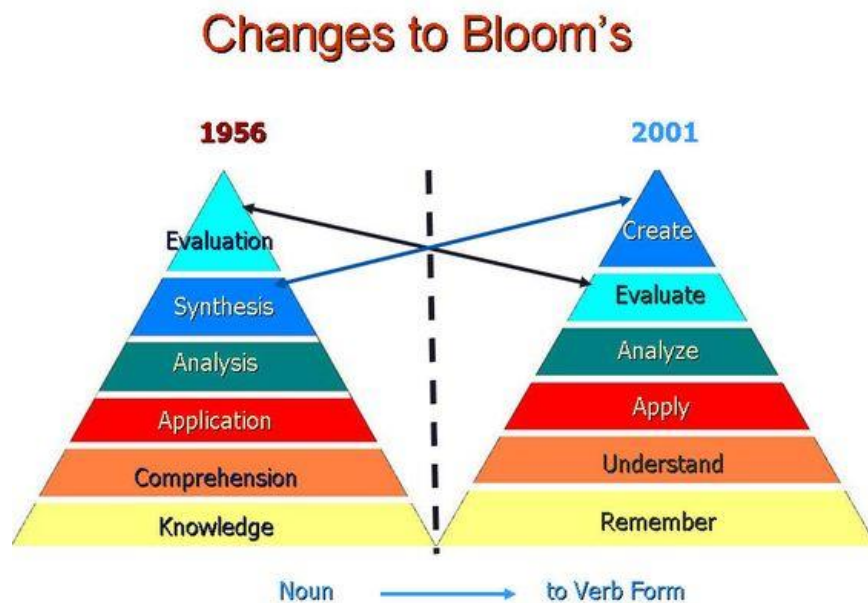 Changes to Bloom's
1956
2001
Evaluation
Synthesis
Analysis
Application
Comprehension
Knowledge
Create
Evaluate
Analyze
Apply
Understand
Remember
Noun
to Verb Form